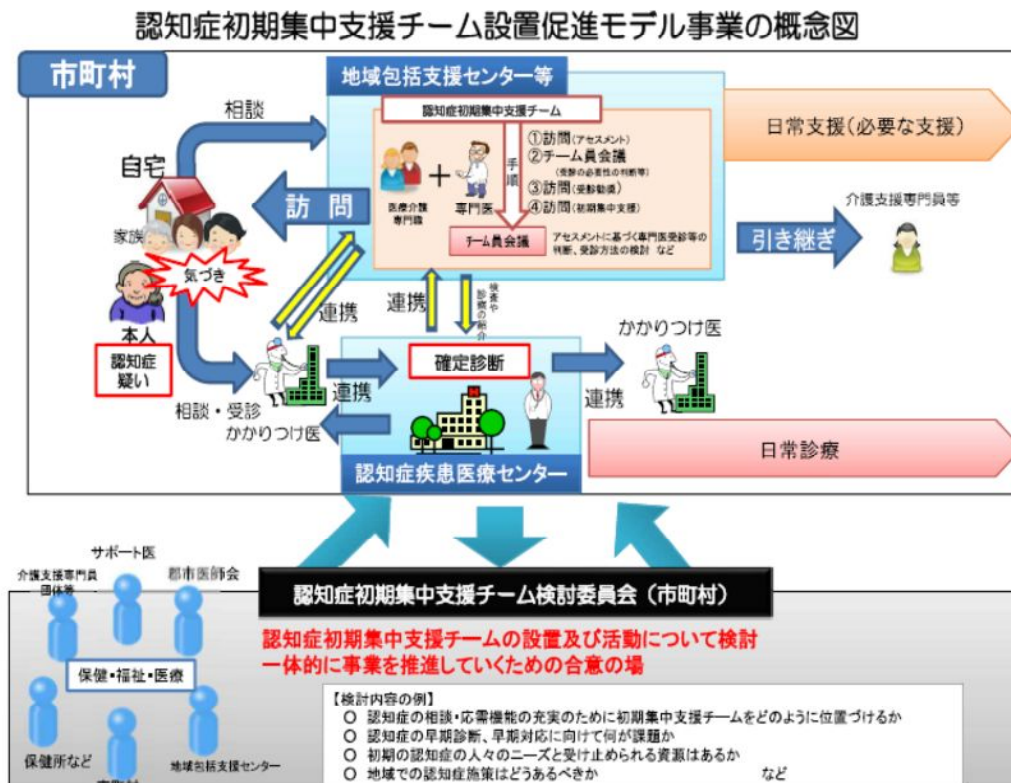 認知症初期集中支援チーム設置促進モデル事業の概念図
市町村
地域包括支援センター等
相談
認知症初期集中支援チーム
日常支援(必要な支援)
自宅
家族
訪問
医療介護
専門職
+
専門医
手順
①訪問(アセスメント)
②チーム員会議
(受診の必要性の判断等)
③訪問(受診勧奨)
④訪問(初期集中支援)
チーム員会議
アセスメントに基づく専門医受診等の
判断、受診方法の検討 など
引き継ぎ
介護支援専門員等
気づき
本人
認知症
疑い
連携
連携
検査や
診療の紹介
かかりつけ医
確定診断
連携
連携
相談・受診
かかりつけ医
H
認知症疾患医療センター
日常診療
サポート医
介護支援専門員
団体等
郡市医師会
保健・福祉・医療
保健所など
地域包括支援センター
市町村
認知症初期集中支援チーム検討委員会(市町村)
認知症初期集中支援チームの設置及び活動について検討
一体的に事業を推進していくための合意の場
【検討内容の例】
○ 認知症の相談・応需機能の充実のために初期集中支援チームをどのように位置づけるか
○ 認知症の早期診断、早期対応に向けて何が課題か
○ 初期の認知症の人々のニーズと受け止められる資源はあるか
○ 地域での認知症施策はどうあるべきか など